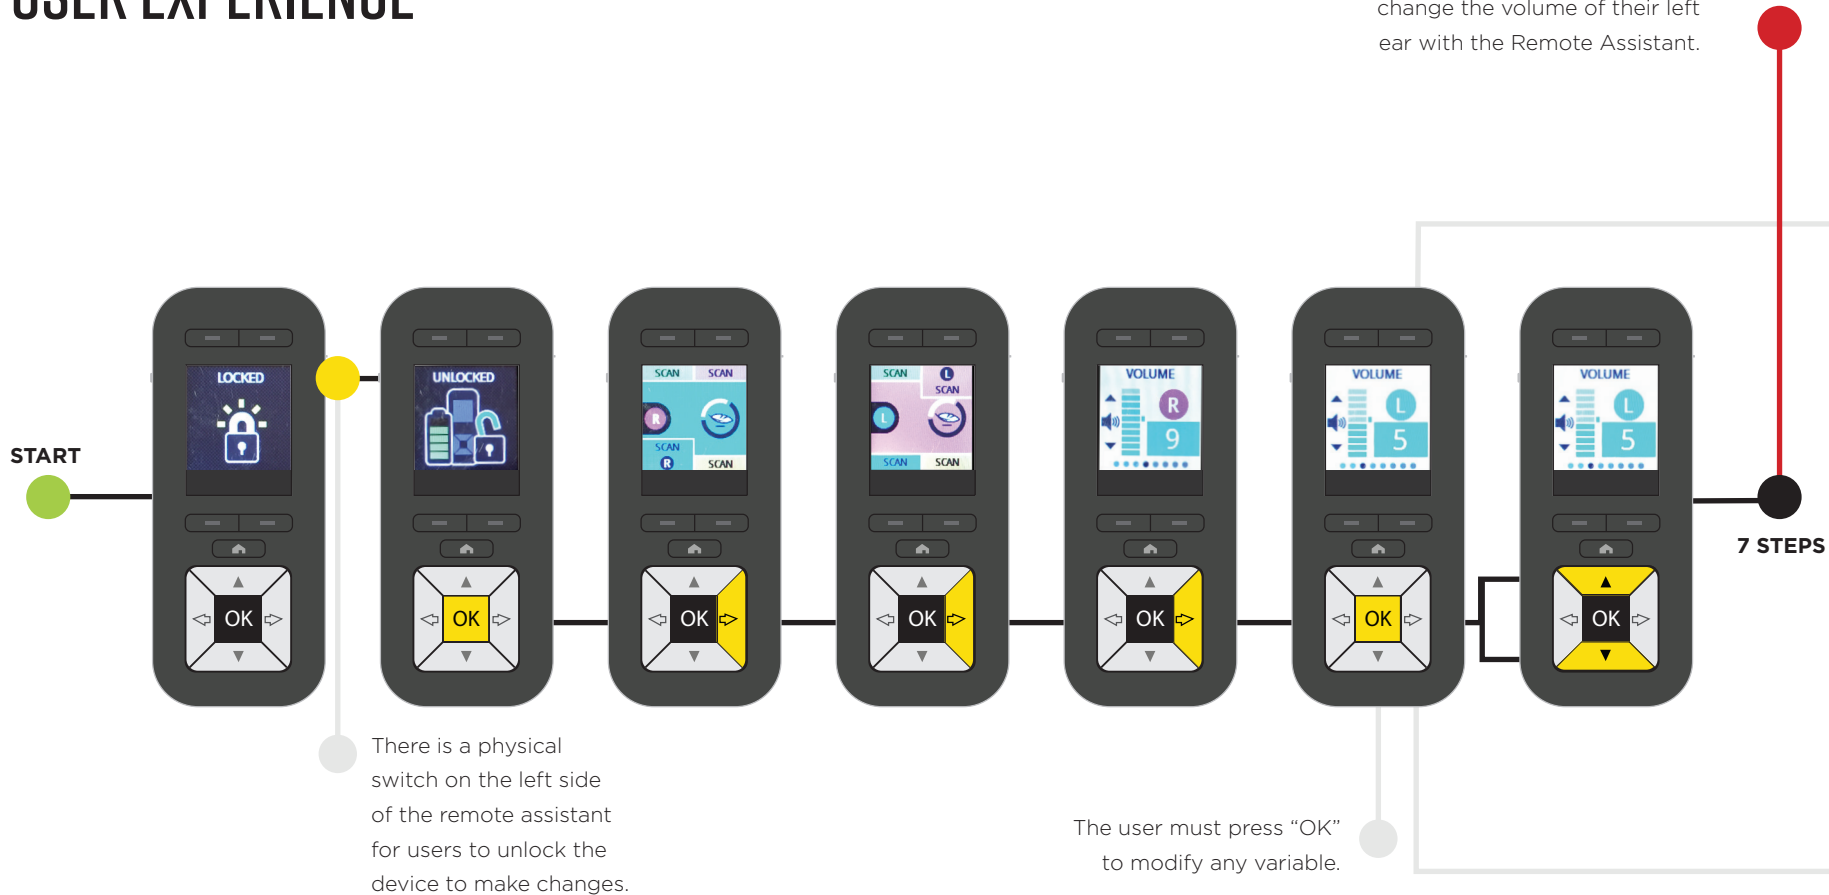 USER EXPERIENCE
change the volume of their left
ear with the Remote Assistant.
START
LOCKED
OK
UNLOCKED
OK
SCAN SCAN
R
SCAN
R SCAN
OK
SCAN L
SCAN
L
SCAN SCAN
OK
VOLUME
R
9
OK
VOLUME
L
5
OK
VOLUME
L
5
OK
7 STEPS
There is a physical
switch on the left side
of the remote assistant
for users to unlock the
device to make changes.
The user must press “OK”
to modify any variable.